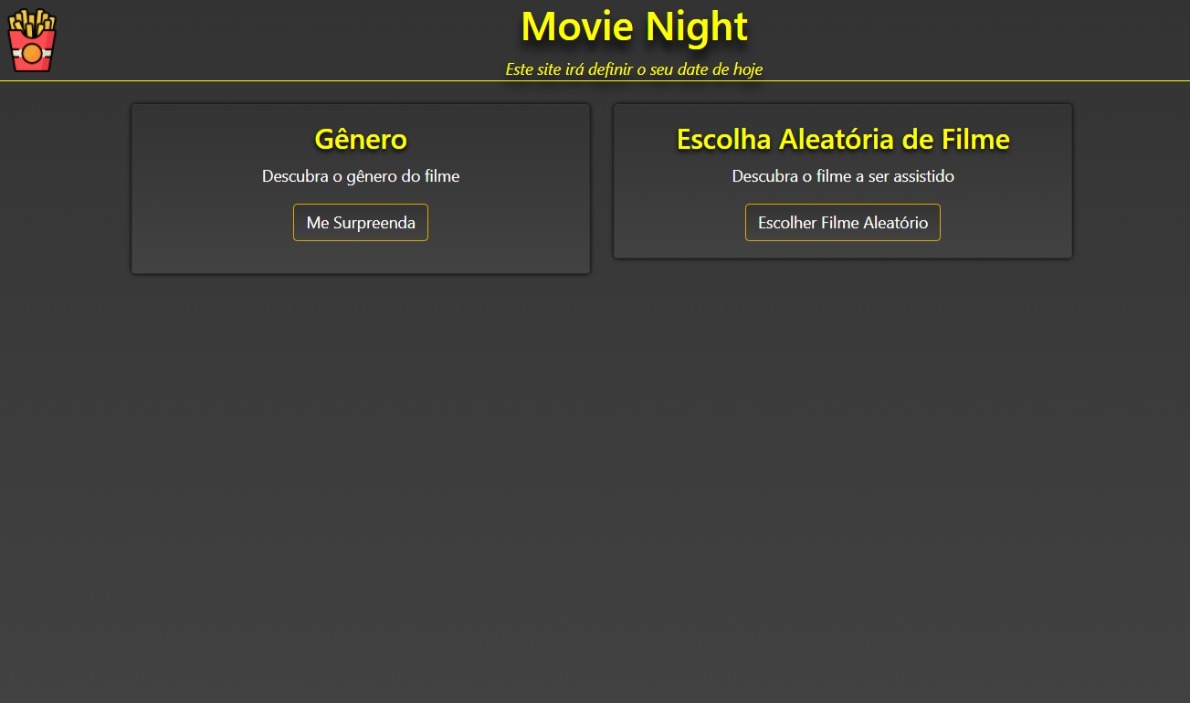 Movie Night
Este site irá definir o seu date de hoje
Gênero
Descubra o gênero do filme
Me Surpreenda
Escolha Aleatória de Filme
Descubra o filme a ser assistido
Escolher Filme Aleatório